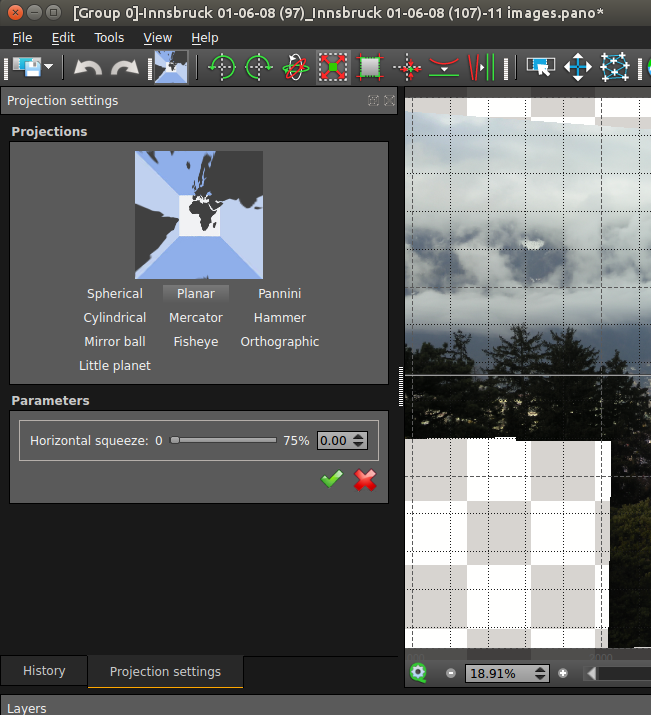 [Group 0]-Innsbruck 01-06-08 (97)_Innsbruck 01-06-08 (107)-11 images.pano*
File Edit Tools View Help
Projection settings
Projections
Spherical Planar Pannini
Cylindrical Mercator Hammer
Mirror ball Fisheye Orthographic
Little planet
Parameters
Horizontal squeeze: 0 75% 0.00
History Projection settings
18.91%
Layers